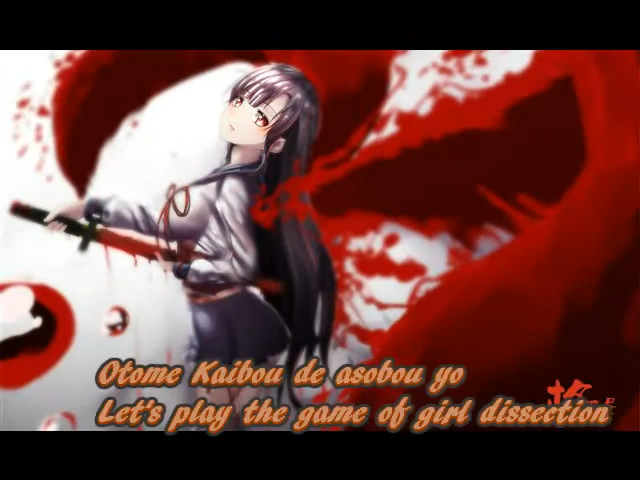 Otome Kaibou de asobou yo
Let's play the game of girl dissection